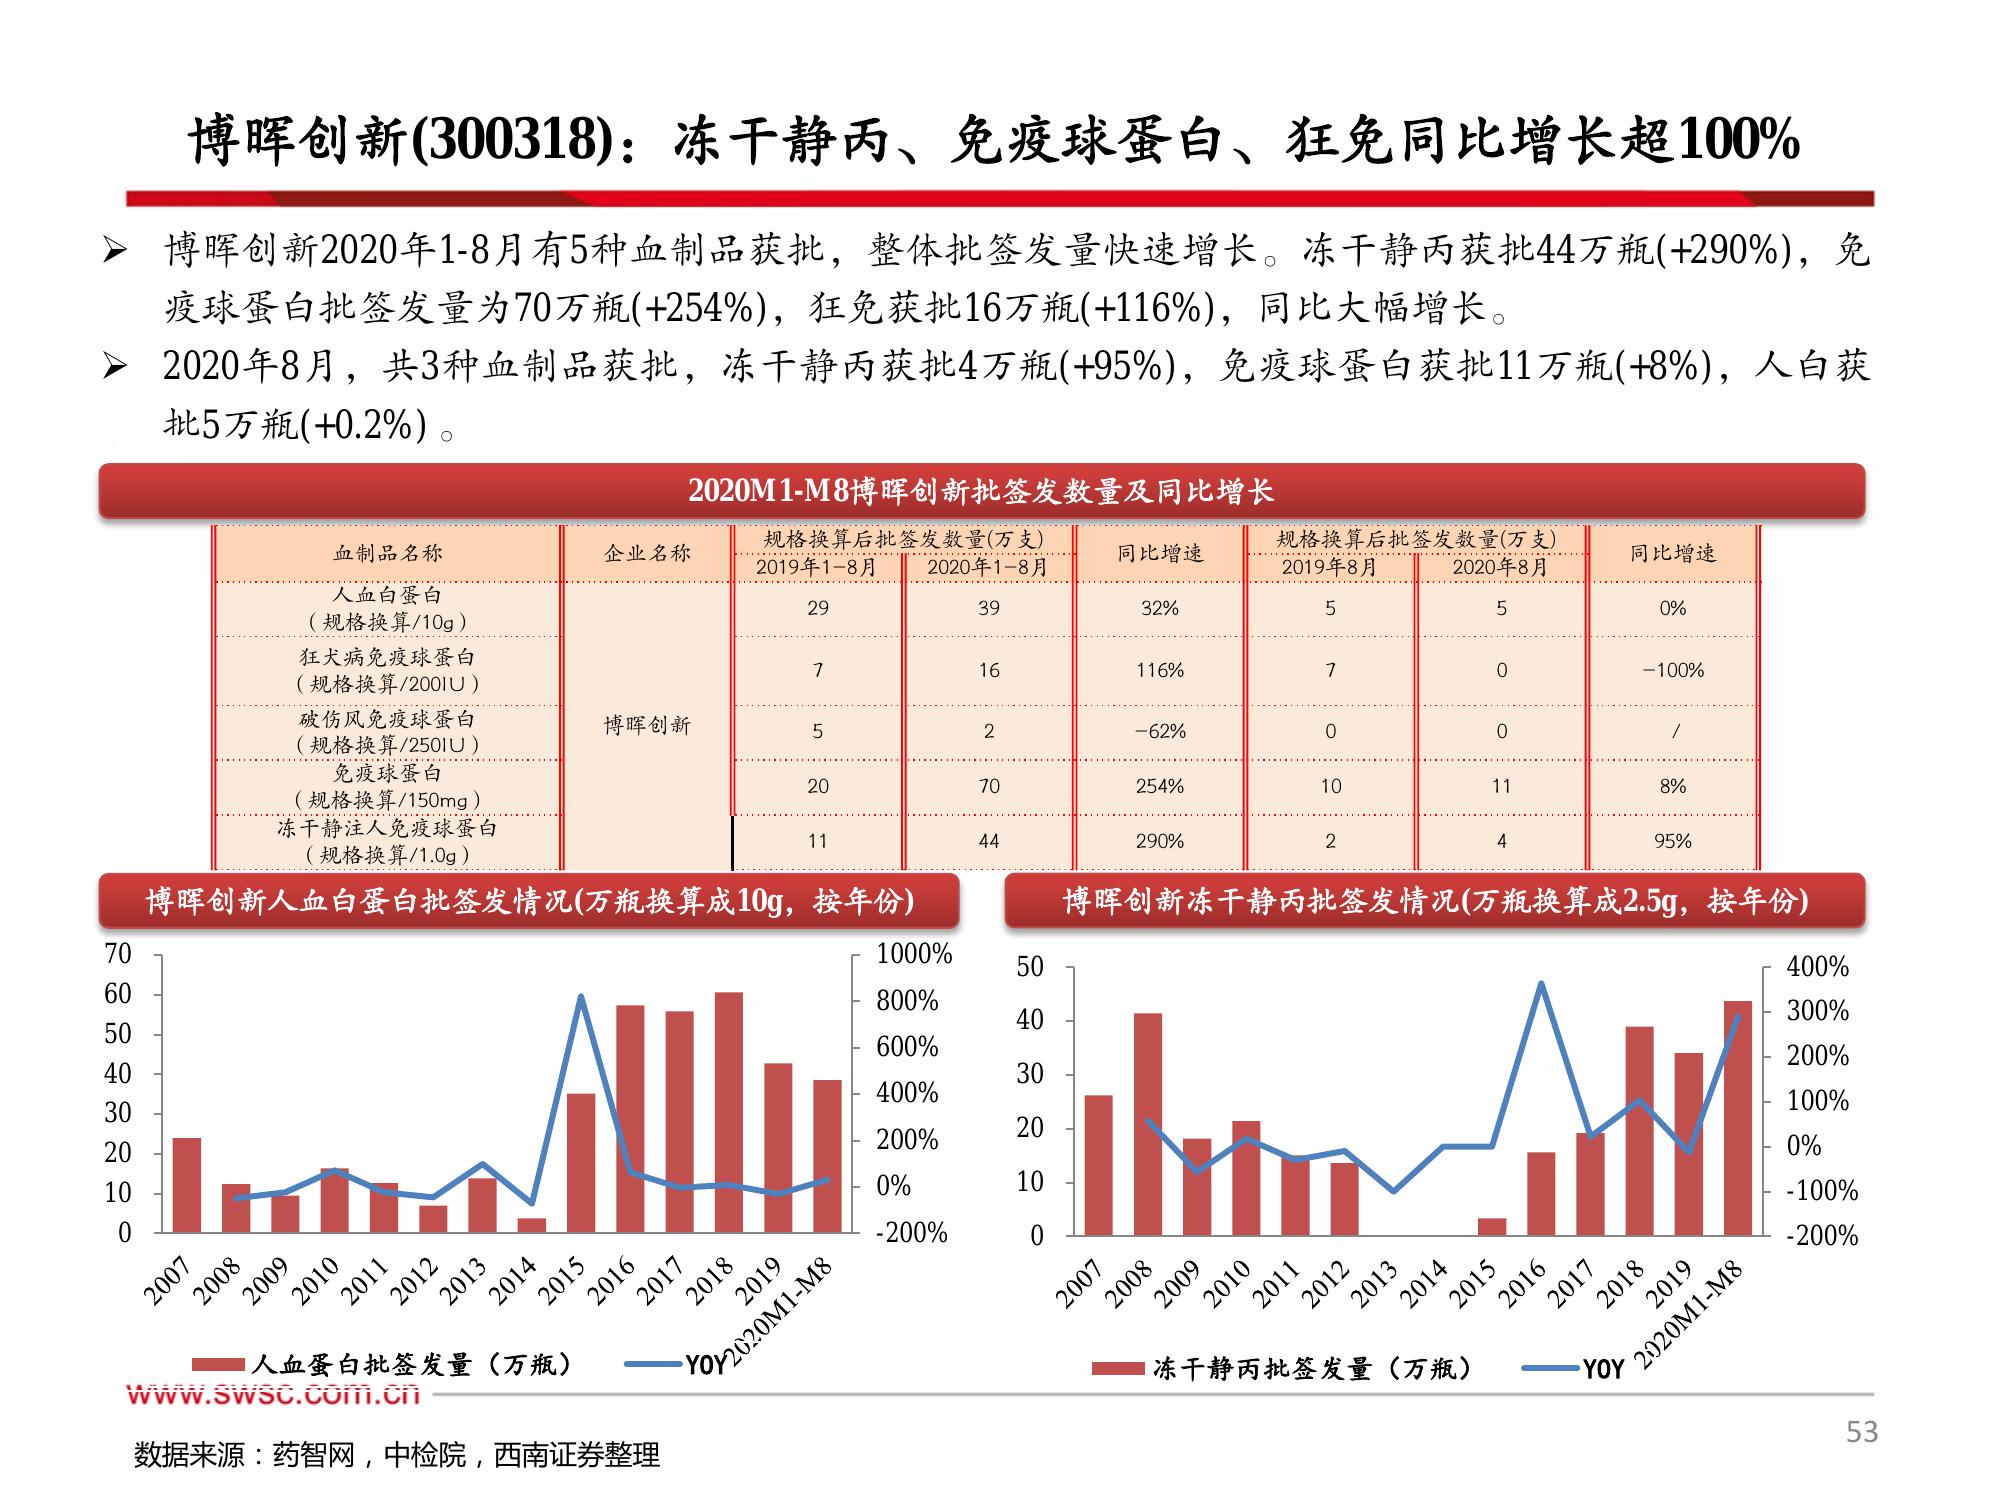 博晖创新(300318)：冻干静丙、免疫球蛋白、狂免同比增长超100%
➢ 博晖创新2020年1-8月有5种血制品获批，整体批签发量快速增长。冻干静丙获批44万瓶(+290%)，免
疫球蛋白批签发量为70万瓶(+254%)，狂免获批16万瓶(+116%)，同比大幅增长。
➢ 2020年8月，共3种血制品获批，冻干静丙获批4万瓶(+95%)，免疫球蛋白获批11万瓶(+8%)，人白获
批5万瓶(+0.2%) 。
2020M1-M8博晖创新批签发数量及同比增长
血制品名称 企业名称 规格换算后批签发数量(万支) 同比增速 规格换算后批签发数量(万支) 同比增速
2019年1-8月 2020年1-8月 2019年8月 2020年8月
人血白蛋白
（规格换算/10g） 29 39 32% 5 5 0%
狂犬病免疫球蛋白
（规格换算/200IU） 7 16 116% 7 0 -100%
博晖创新
破伤风免疫球蛋白
（规格换算/250IU） 5 2 -62% 0 0 /
免疫球蛋白
（规格换算/150mg） 20 70 254% 10 11 8%
冻干静注人免疫球蛋白
（规格换算/1.0g） 11 44 290% 2 4 95%
博晖创新人血白蛋白批签发情况(万瓶换算成10g，按年份)
70 1000%
60 800%
50
600%
40
400%
30
200%
20
0%
10
0 -200%
2007 2008 2009 2010 2011 2012 2013 2014 2015 2016 2017 2018 2019 2020M1-M8
人血蛋白批签发量（万瓶） YOY
博晖创新冻干静丙批签发情况(万瓶换算成2.5g，按年份)
50 400%
300%
40
200%
30
100%
20
0%
10
-100%
0 -200%
2007 2008 2009 2010 2011 2012 2013 2014 2015 2016 2017 2018 2019 2020M1-M8
冻干静丙批签发量（万瓶） YOY
www.swsc.com.cn
53
数据来源：药智网，中检院，西南证券整理